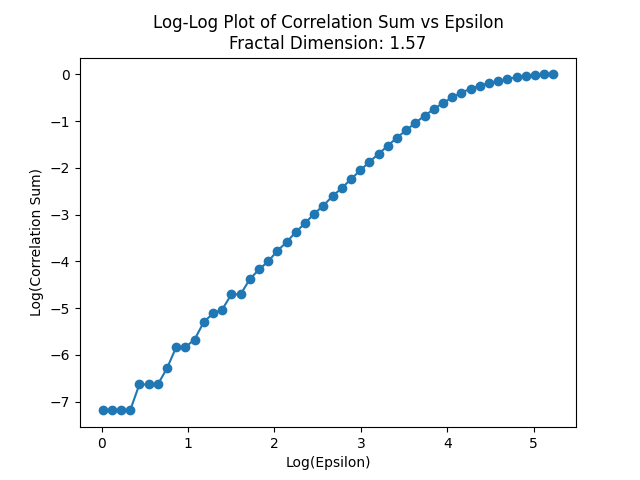 Log-Log Plot of Correlation Sum vs Epsilon
Fractal Dimension: 1.57
0
−1
−2
−3
−4
−5
−6
−7
Log(Correlation Sum)
0 1 2 3 4 5
Log(Epsilon)